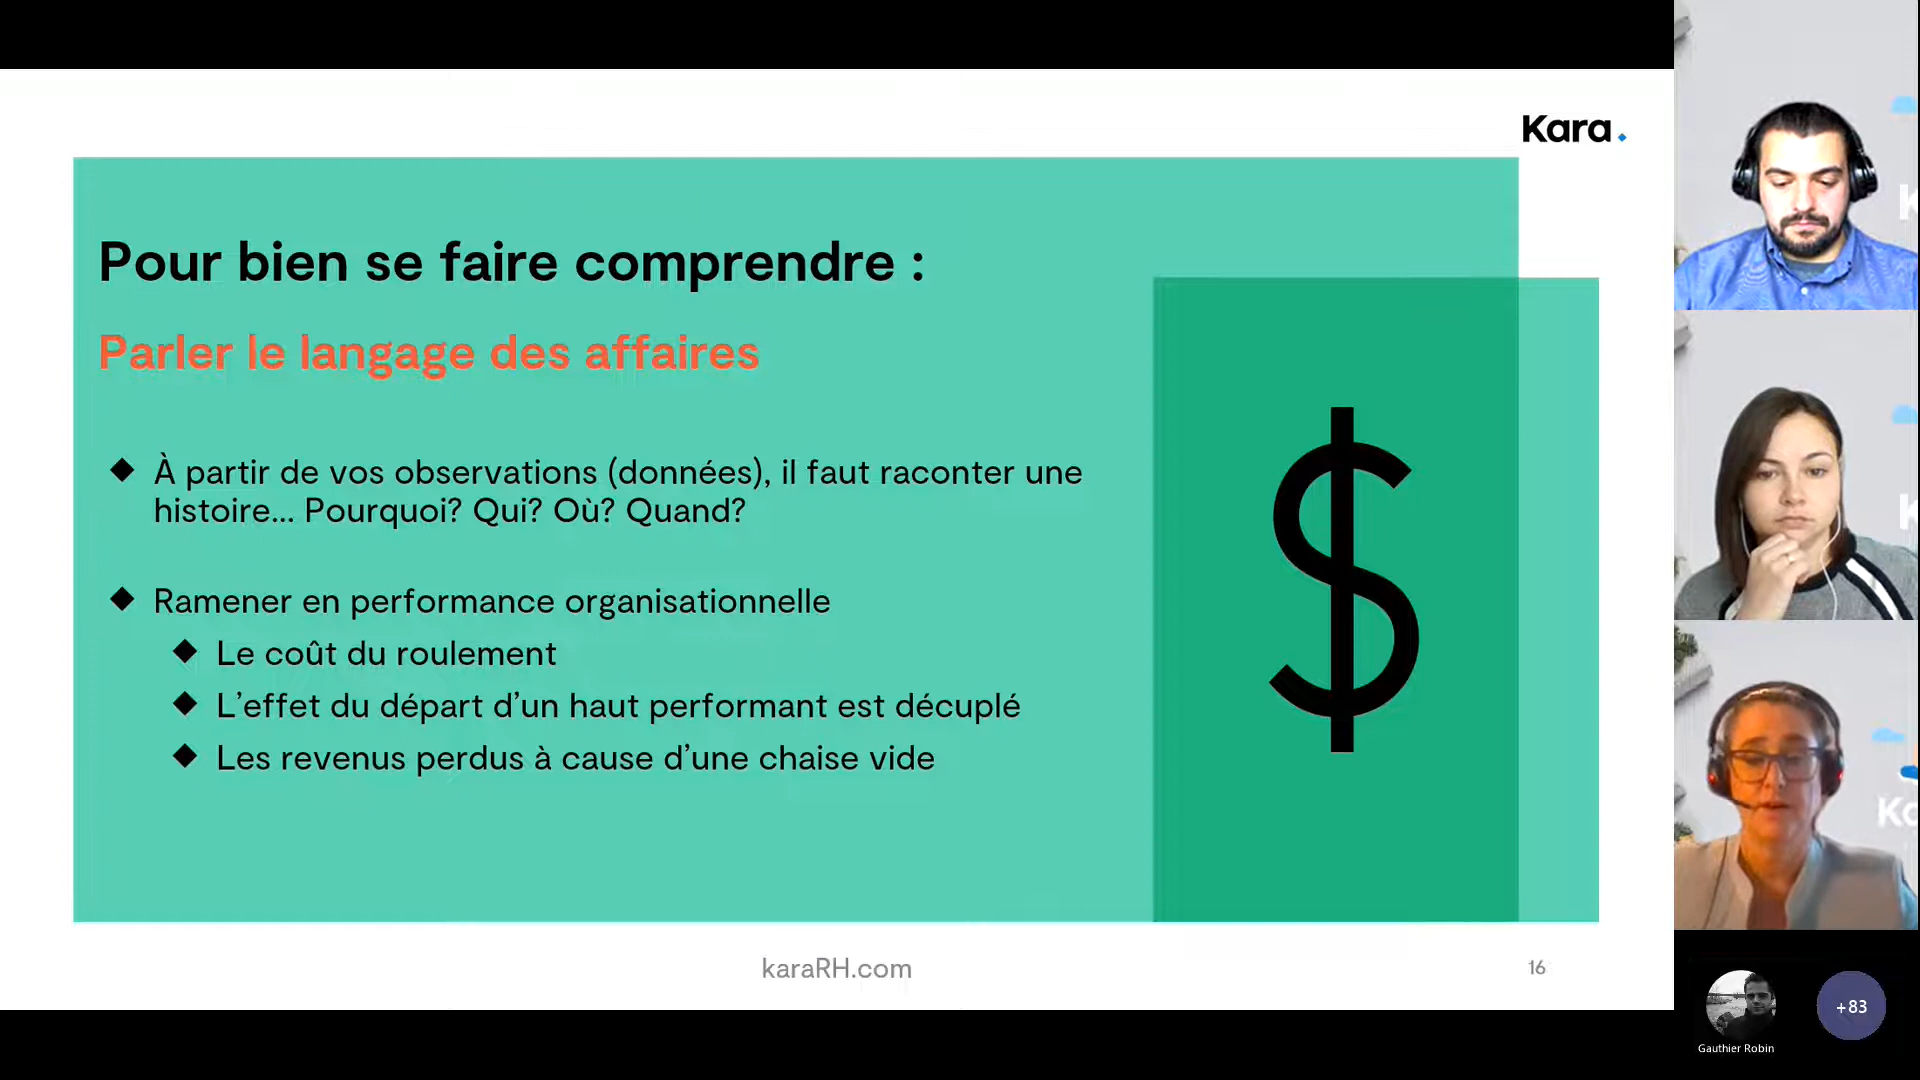 Kara.
Pour bien se faire comprendre :
Parler le langage des affaires
À partir de vos observations (données), il faut raconter une
histoire... Pourquoi? Qui? Où? Quand?
Ramener en performance organisationnelle
Le coût du roulement
L'effet du départ d'un haut performant est décuplé
Les revenus perdus à cause d'une chaise vide
$
karaRH.com
16
K
K
Ka
Gauthier Robin
+83